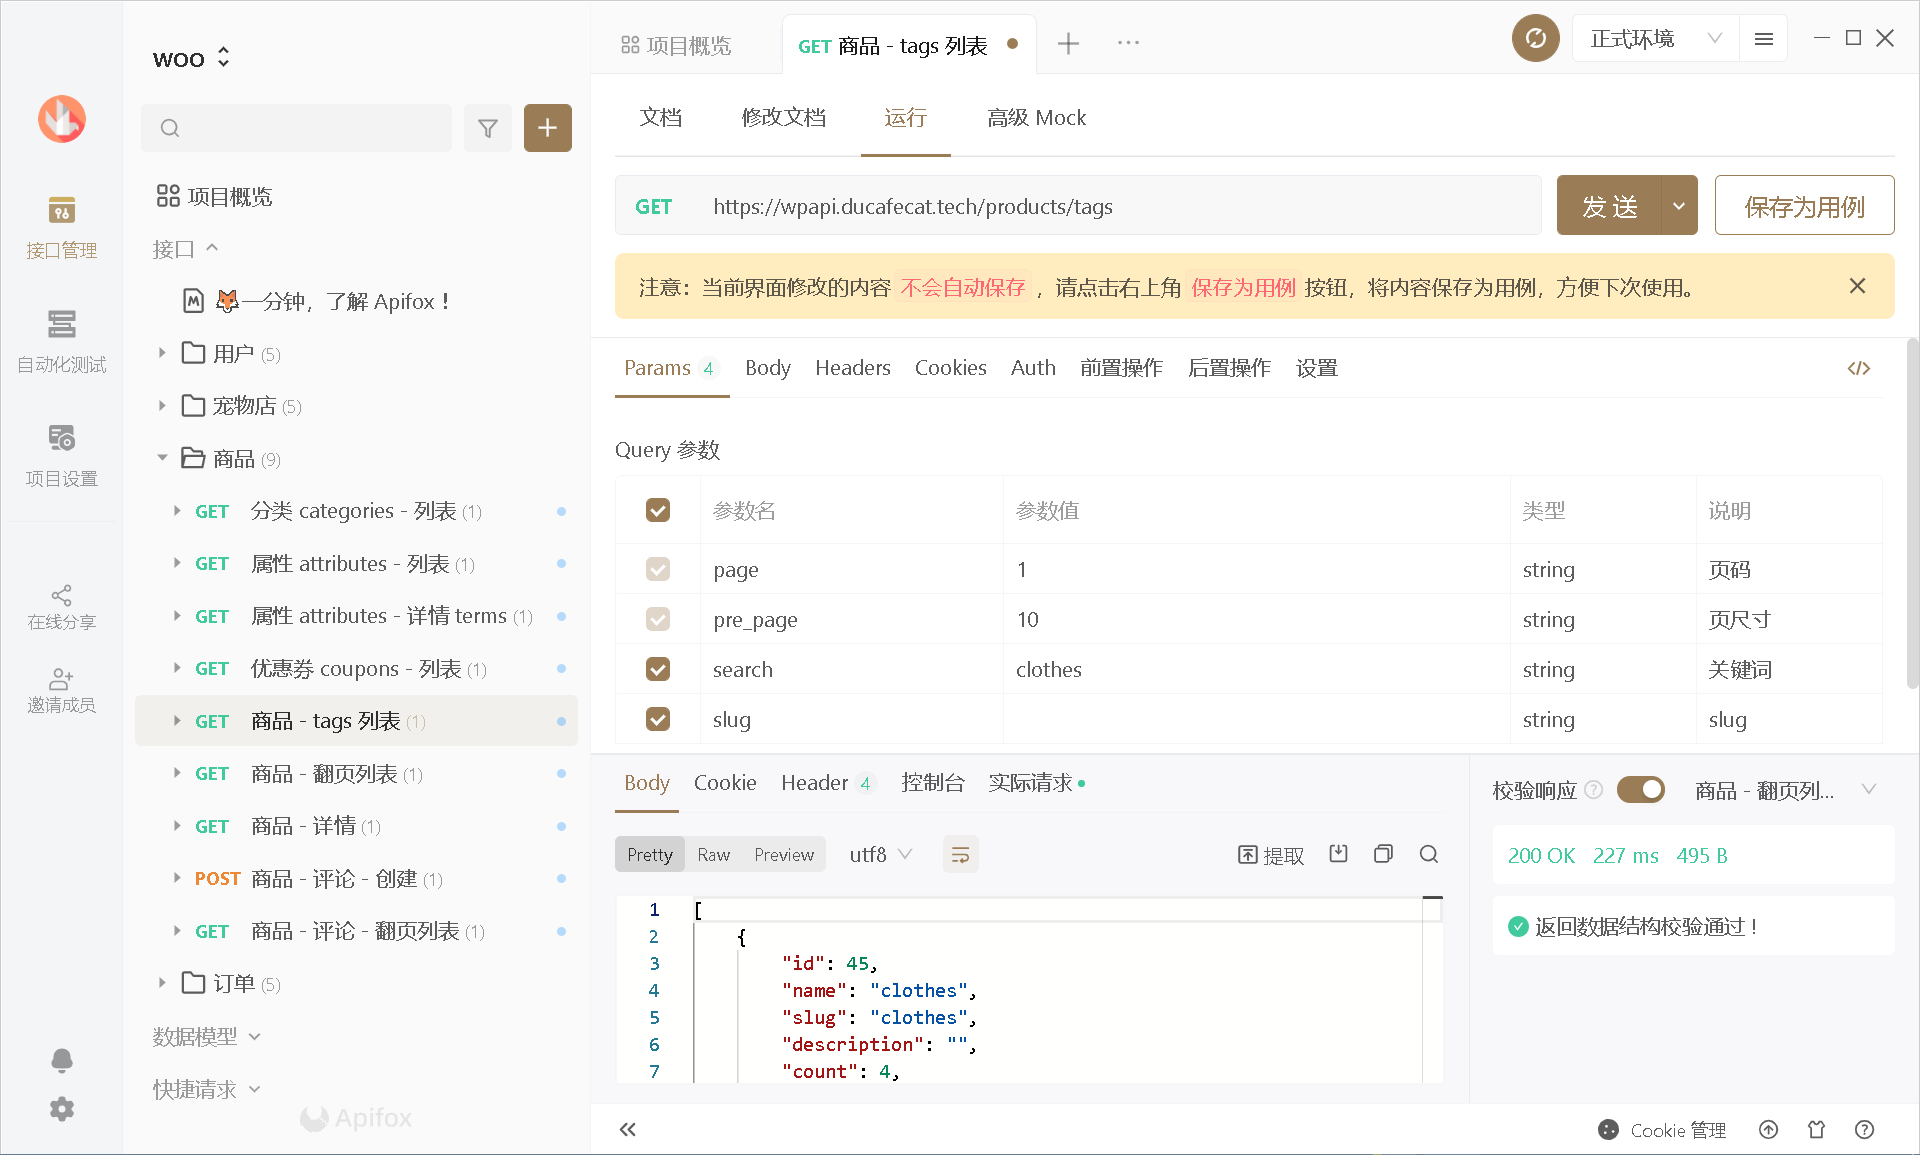 WOO
项目概览
GET 商品 - tags 列表
正式环境
接口管理
自动化测试
项目设置
在线分享
邀请成员
项目概览
接口
一分钟，了解 Apifox！
用户 (5)
宠物店 (5)
商品 (9)
GET 分类 categories - 列表 (1)
GET 属性 attributes - 列表 (1)
GET 属性 attributes - 详情 terms (1)
GET 优惠券 coupons - 列表 (1)
GET 商品 - tags 列表 (1)
GET 商品 - 翻页列表 (1)
GET 商品 - 详情 (1)
POST 商品 - 评论 - 创建 (1)
GET 商品 - 评论 - 翻页列表 (1)
订单 (5)
数据模型
快捷请求
Apifox
文档 修改文档 运行 高级 Mock
GET https://wpapi.ducafecat.tech/products/tags 发 送 保存为用例
注意：当前界面修改的内容 不会自动保存 ，请点击右上角 保存为用例 按钮，将内容保存为用例，方便下次使用。
Params 4 Body Headers Cookies Auth 前置操作 后置操作 设置 </>
Query 参数
参数名 参数值 类型 说明
page 1 string 页码
pre_page 10 string 页尺寸
search clothes string 关键词
slug string slug
Body Cookie Header 4 控制台 实际请求
Pretty Raw Preview utf8 提取
1 [
2 {
3 "id": 45,
4 "name": "clothes",
5 "slug": "clothes",
6 "description": "",
7 "count": 4,
校验响应 商品 - 翻页列...
200 OK 227 ms 495 B
返回数据结构校验通过！
Cookie 管理